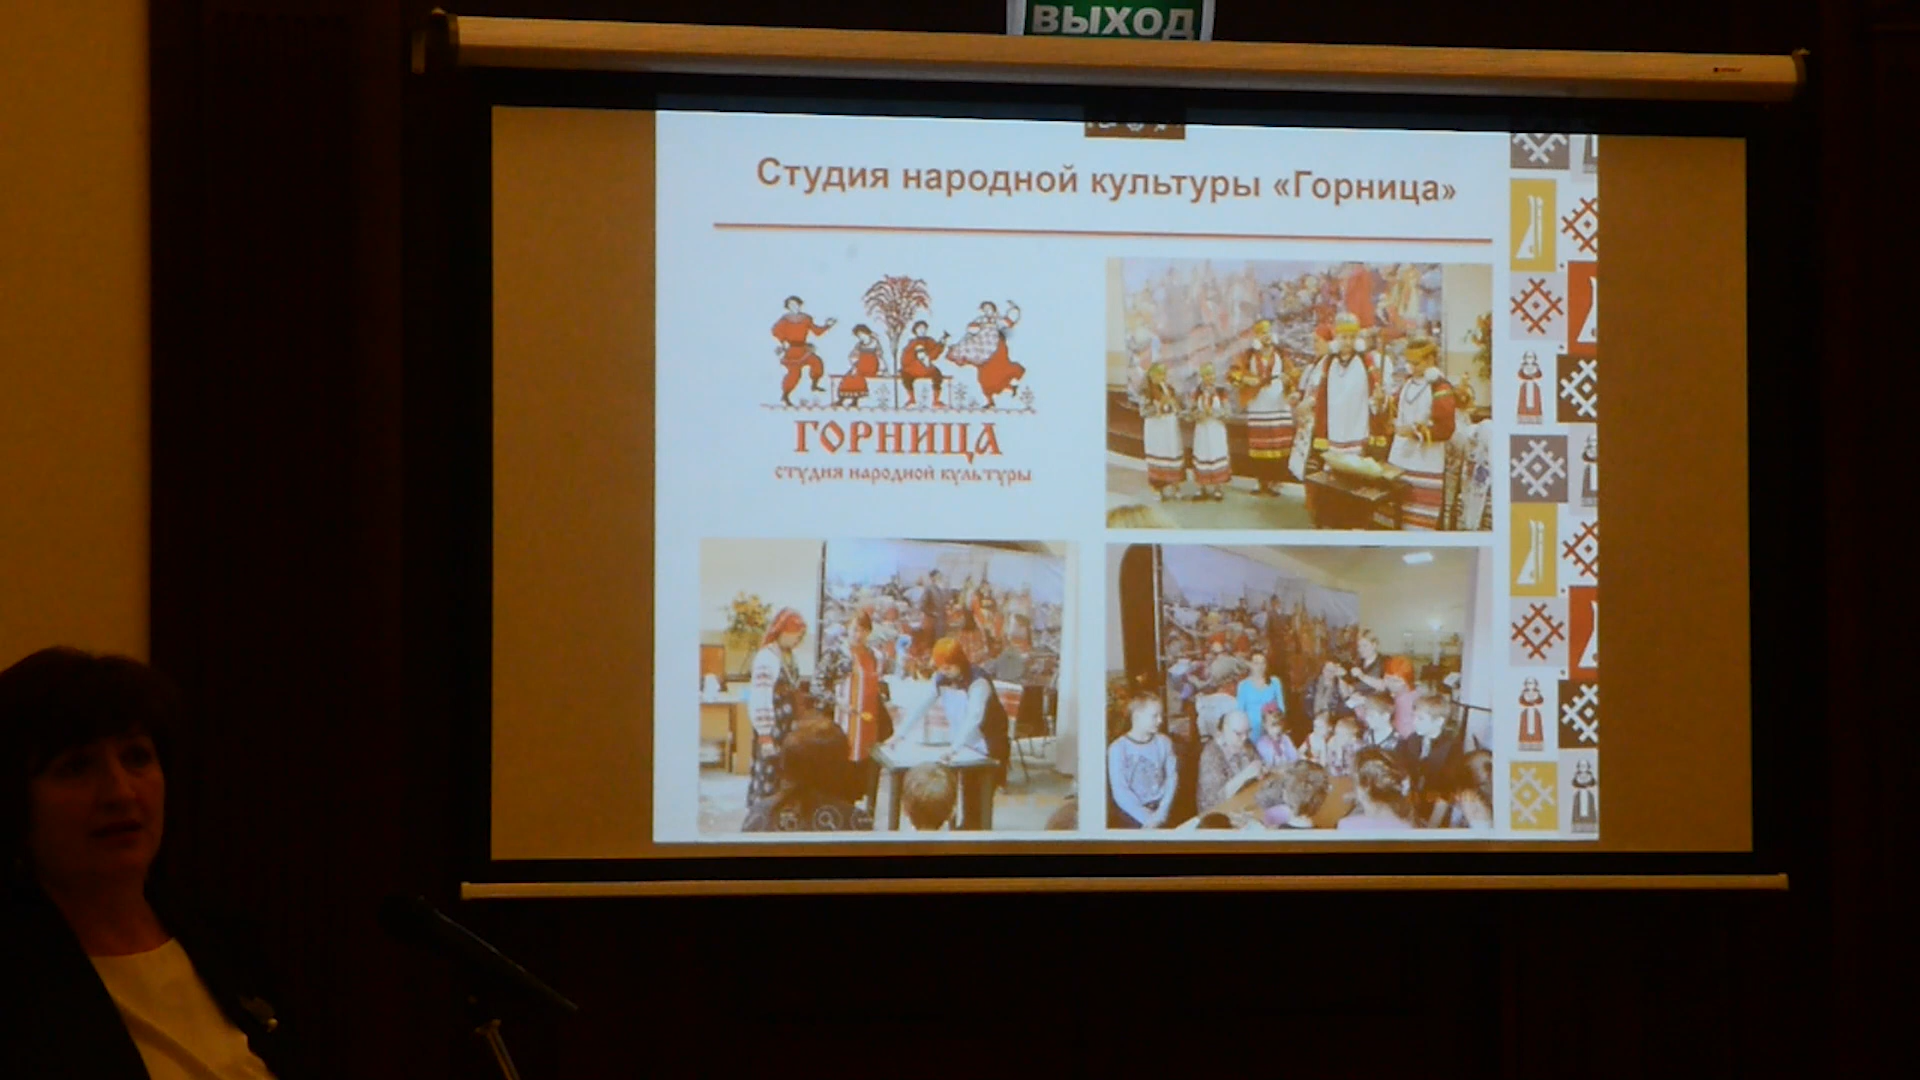 ВЫХОД
Студия народной культуры «Горница»
ГОРНИЦА
студия народной культуры